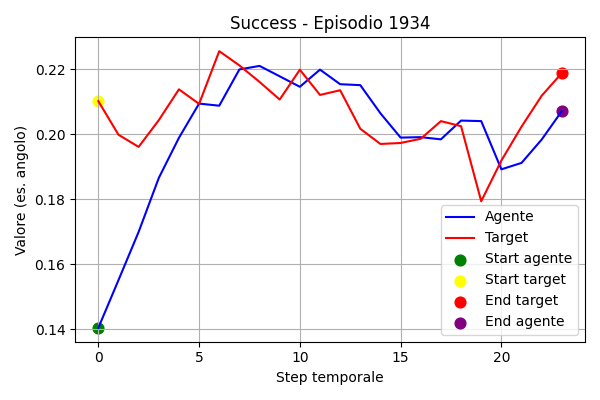 Success - Episodio 1934
Valore (es. angolo)
0.22
0.20
0.18
0.16
0.14
0
5
10
15
20
Step temporale
Agente
Target
Start agente
Start target
End target
End agente